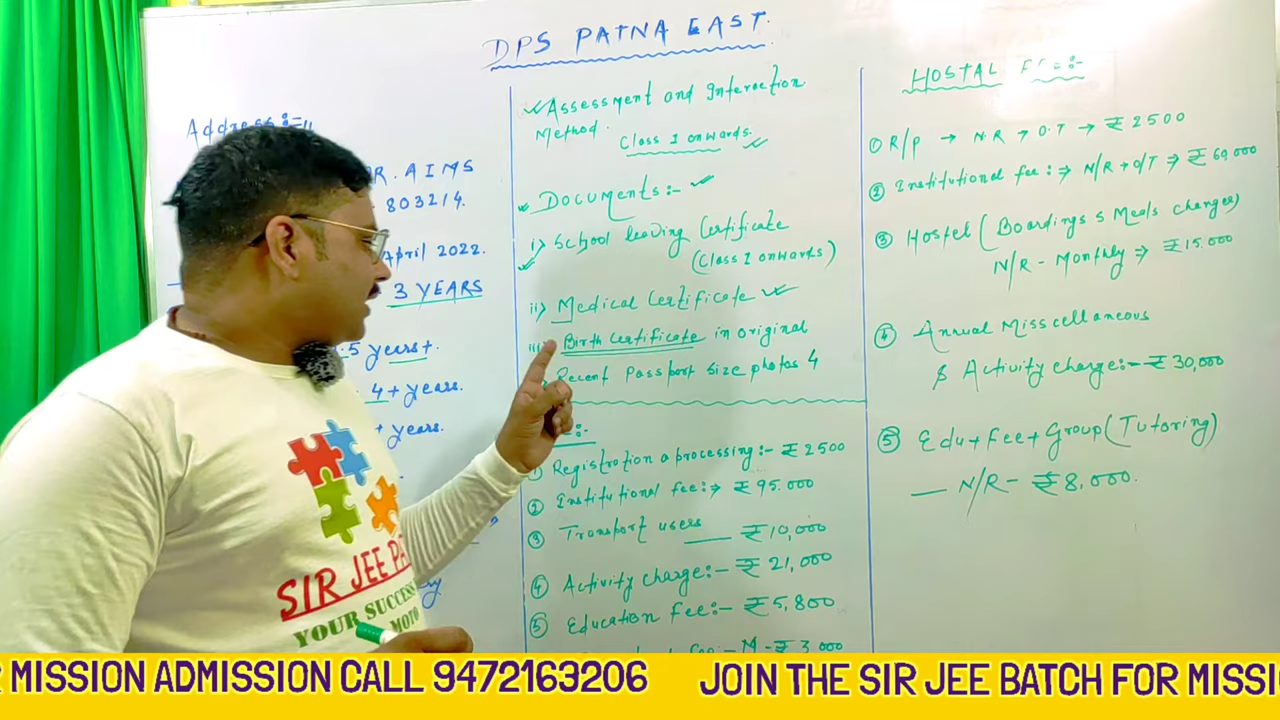 DPS PATNA EAST.
Address:-
R. AIMS
803214.
April 2022.
3 YEARS
.5 years+.
4+ years.
+ years.
✓Assessment and Interaction
Method.
Class I onwards. ✓
Documents:- ✓
i) School leaving Certificate
(Class I onwards)
ii) Medical Certificate ✓
iii) Birth Certificate in original
Recent Passport size photos 4
① Registration & processing:- ₹ 2500
② Institutional fee:→ ₹ 95.000
③ Transport users — ₹ 10,000
④ Activity charge:- ₹ 21,000
⑤ Education Fee:- ₹ 5,800
M - ₹ 3,000
HOSTAL
① R/P → N.R → O.T → ₹ 2500
② Institutional fee:⇒ N/R + O/T ⇒ ₹ 60,000
③ Hostel (Boardings & Meals charges)
N/R - Monthly ⇒ ₹ 15.000
④ Annual Misscellaneous
& Activity charge:- ₹ 30,000
⑤ Edu+Fee+Group (Tutoring)
— N/R - ₹ 8,000.
SIR JEE PA
YOUR SUCCESS
MOTO
MISSION ADMISSION CALL 9472163206 JOIN THE SIR JEE BATCH FOR MISSI